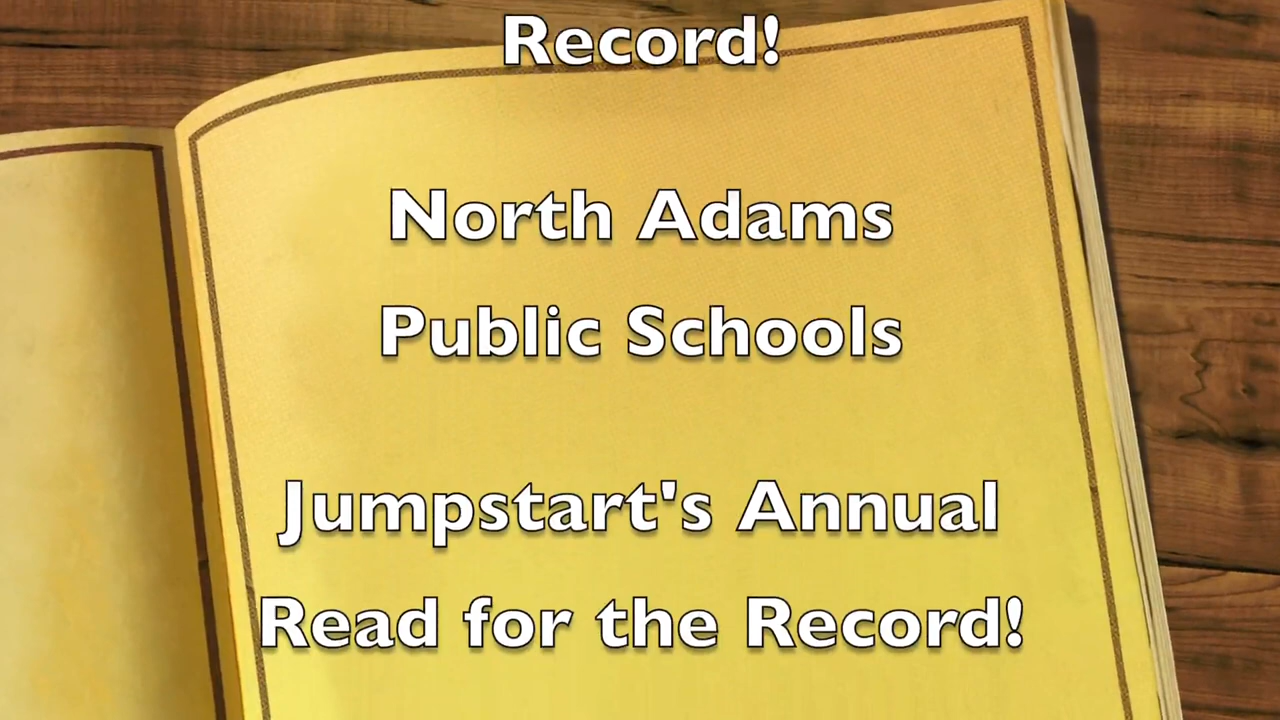 Record!
North Adams
Public Schools
Jumpstart's Annual
Read for the Record!